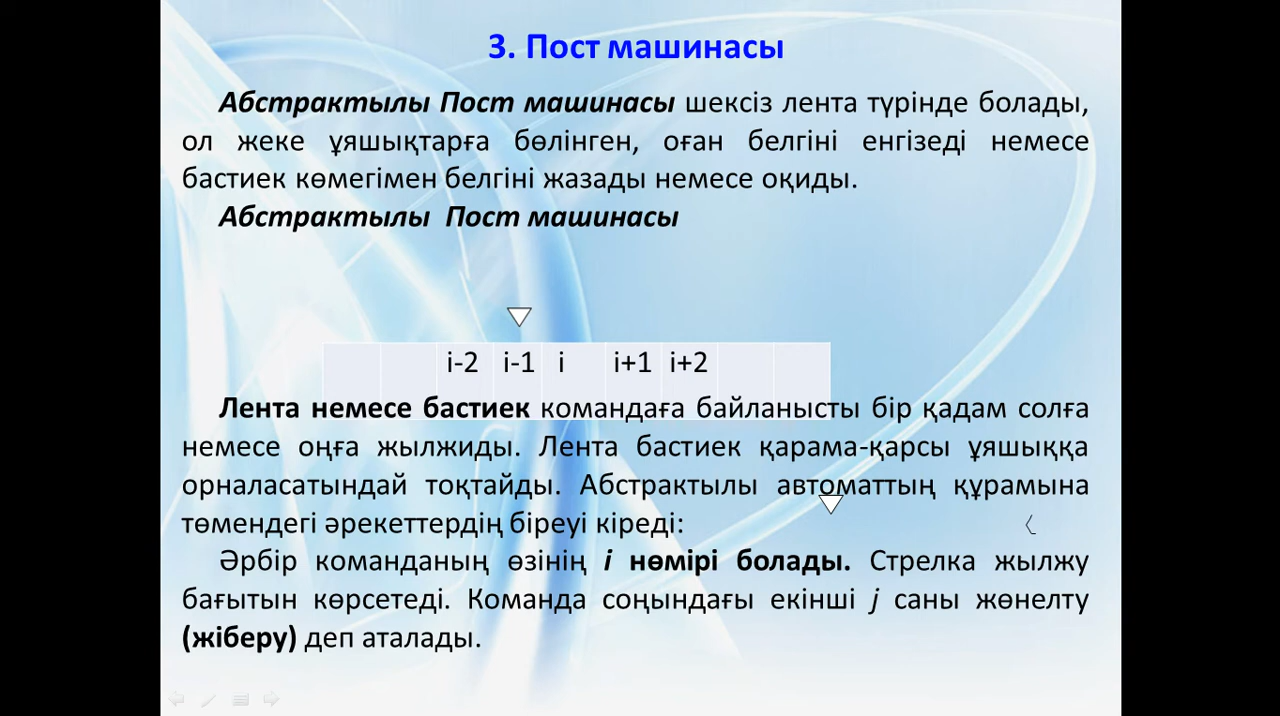 3. Пост машинасы
Абстрактылы Пост машинасы шексіз лента түрінде болады,
ол жеке ұяшықтарға бөлінген, оған белгіні енгізеді немесе
бастиек көмегімен белгіні жазады немесе оқиды.
Абстрактылы Пост машинасы
i-2 i-1 i i+1 i+2
Лента немесе бастиек командаға байланысты бір қадам солға
немесе оңға жылжиды. Лента бастиек қарама-қарсы ұяшыққа
орналасатындай тоқтайды. Абстрактылы автоматтың құрамына
төмендегі әрекеттердің біреуі кіреді:
Әрбір команданың өзінің i нөмірі болады. Стрелка жылжу
бағытын көрсетеді. Команда соңындағы екінші j саны жөнелту
(жіберу) деп аталады.